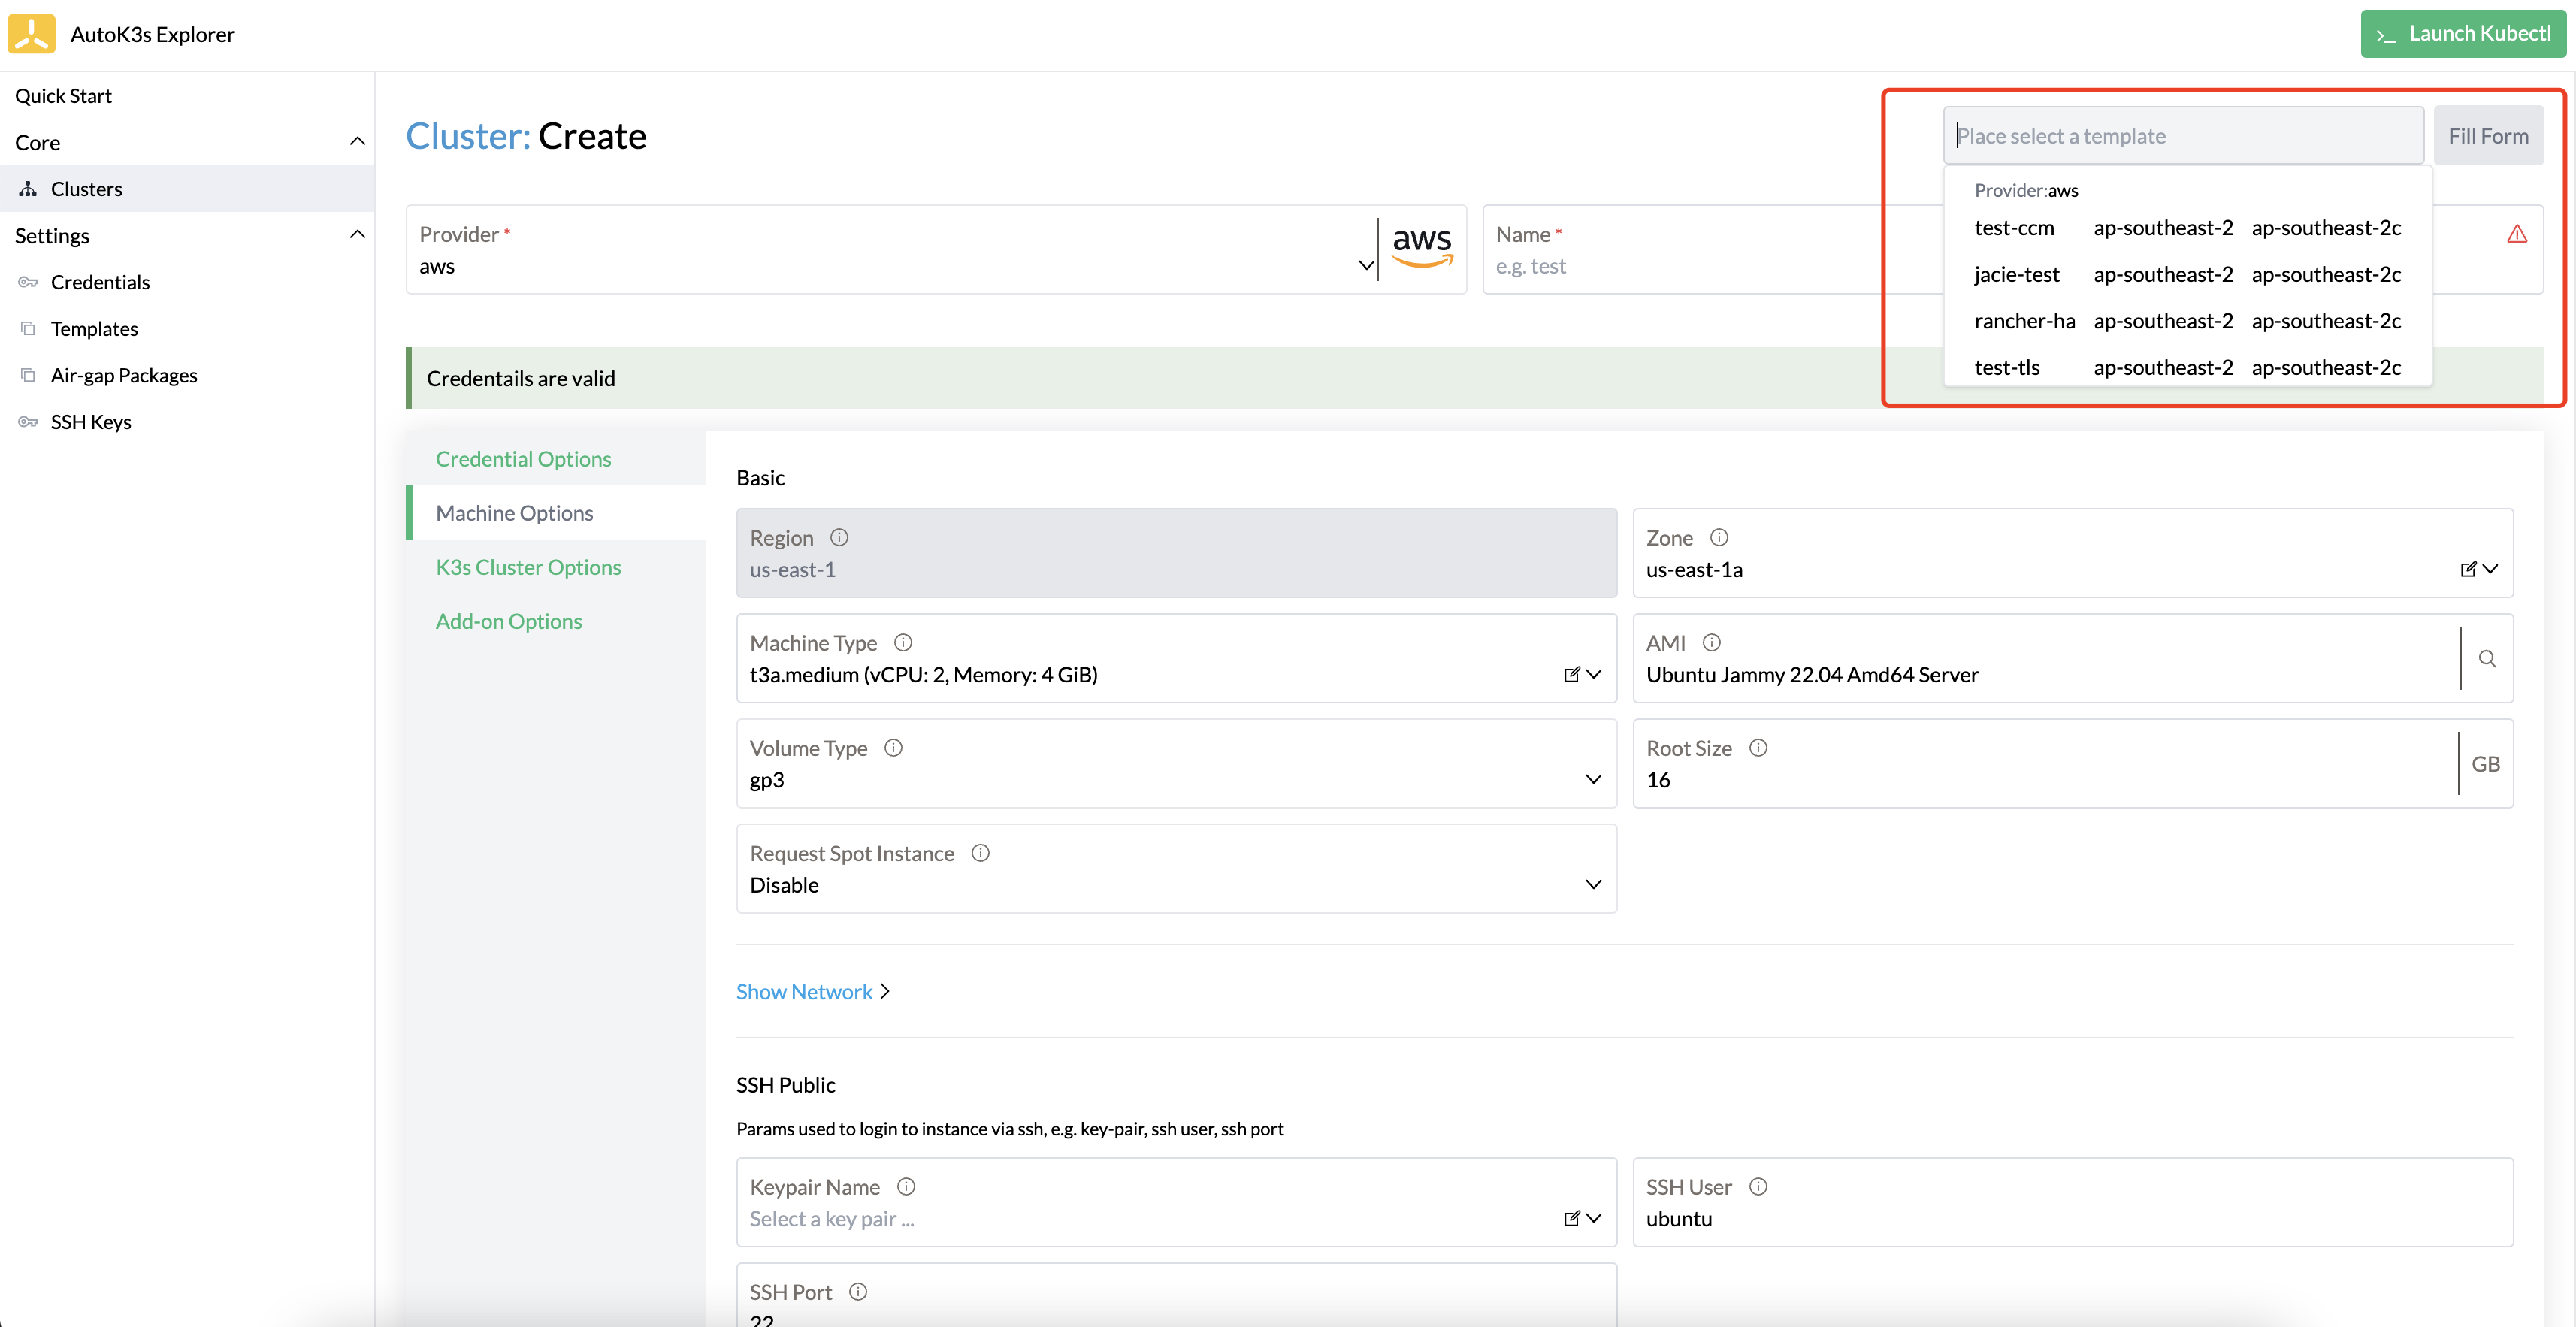 AutoK3s Explorer
>_ Launch Kubectl
Quick Start
Core
Clusters
Settings
Credentials
Templates
Air-gap Packages
SSH Keys
Cluster: Create
Place select a template
Fill Form
Provider:aws
test-ccm ap-southeast-2 ap-southeast-2c
jacie-test ap-southeast-2 ap-southeast-2c
rancher-ha ap-southeast-2 ap-southeast-2c
test-tls ap-southeast-2 ap-southeast-2c
Provider *
aws
aws
Name *
e.g. test
Credentails are valid
Credential Options
Machine Options
K3s Cluster Options
Add-on Options
Basic
Region
us-east-1
Zone
us-east-1a
Machine Type
t3a.medium (vCPU: 2, Memory: 4 GiB)
AMI
Ubuntu Jammy 22.04 Amd64 Server
Volume Type
gp3
Root Size
16
GB
Request Spot Instance
Disable
Show Network
SSH Public
Params used to login to instance via ssh, e.g. key-pair, ssh user, ssh port
Keypair Name
Select a key pair ...
SSH User
ubuntu
SSH Port
22